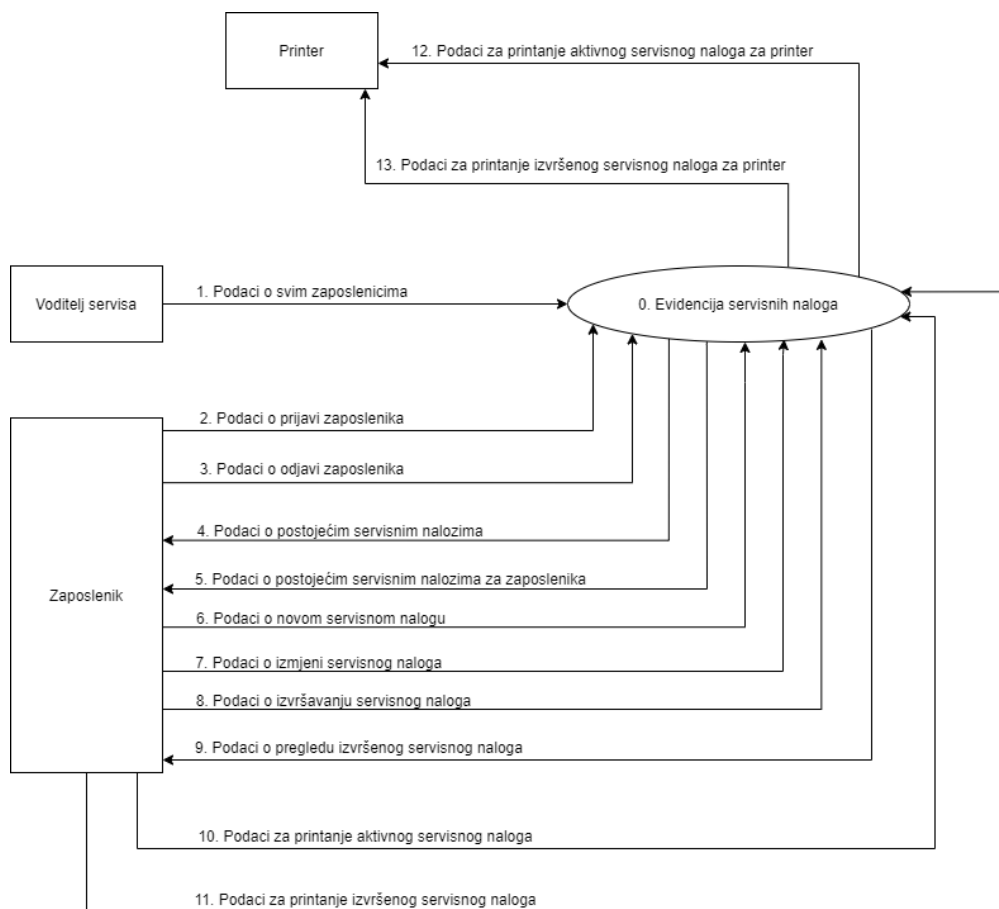 Printer
12. Podaci za printanje aktivnog servisnog naloga za printer
13. Podaci za printanje izvršenog servisnog naloga za printer
Voditelj servisa
1. Podaci o svim zaposlenicima
0. Evidencija servisnih naloga
2. Podaci o prijavi zaposlenika
3. Podaci o odjavi zaposlenika
4. Podaci o postojećim servisnim nalozima
5. Podaci o postojećim servisnim nalozima za zaposlenika
Zaposlenik
6. Podaci o novom servisnom nalogu
7. Podaci o izmjeni servisnog naloga
8. Podaci o izvršavanju servisnog naloga
9. Podaci o pregledu izvršenog servisnog naloga
10. Podaci za printanje aktivnog servisnog naloga
11. Podaci za printanje izvršenog servisnog naloga